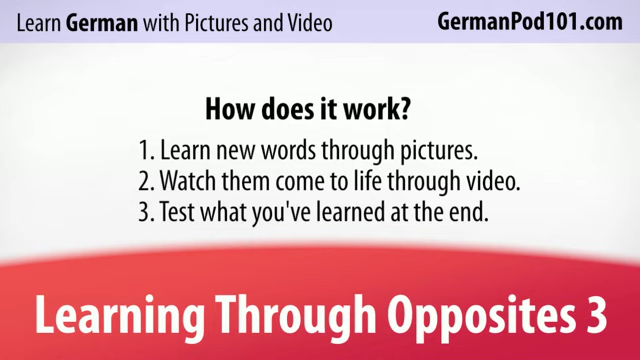 Learn German with Pictures and Video
GermanPod101.com
How does it work?
1. Learn new words through pictures.
2. Watch them come to life through video.
3. Test what you've learned at the end.
Learning Through Opposites 3